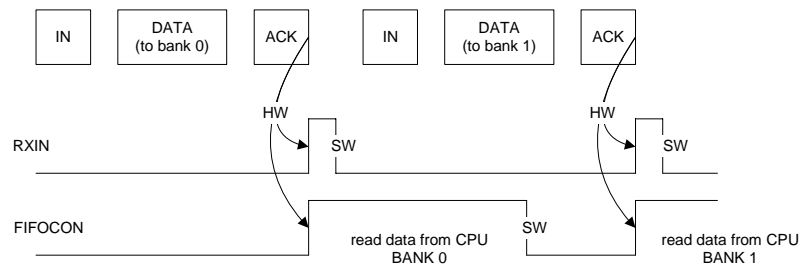 IN
DATA
(to bank 0)
ACK
IN
DATA
(to bank 1)
ACK
HW
HW
RXIN
SW
SW
FIFOCON
SW
read data from CPU
BANK 0
read data from CPU
BANK 1